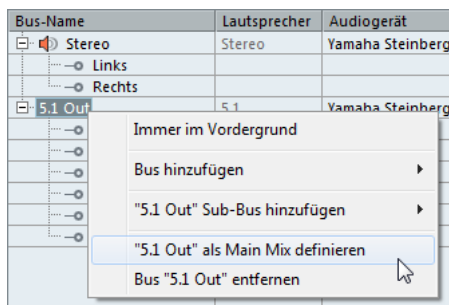 Bus-Name Lautsprecher Audiogerät
Stereo Stereo Yamaha Steinberg
Links
Rechts
5.1 Out 5.1 Yamaha Steinberg
Immer im Vordergrund
Bus hinzufügen
"5.1 Out" Sub-Bus hinzufügen
"5.1 Out" als Main Mix definieren
Bus "5.1 Out" entfernen